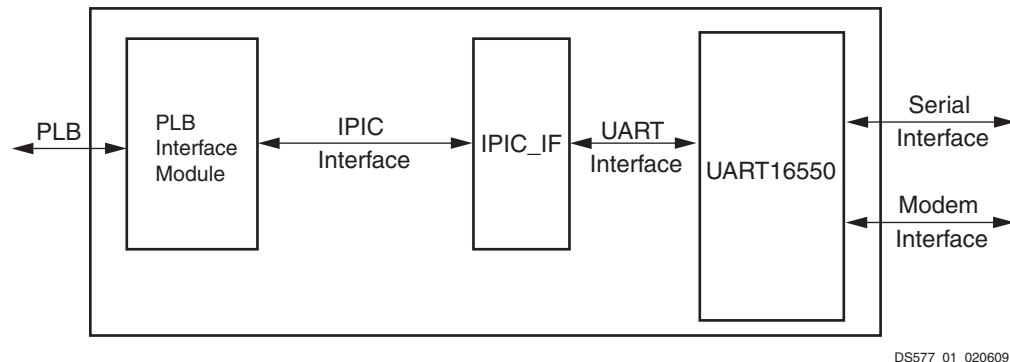 PLB
PLB
Interface
Module
IPIC
Interface
IPIC_IF
UART
Interface
UART16550
Serial
Interface
Modem
Interface
DS577_01_020609